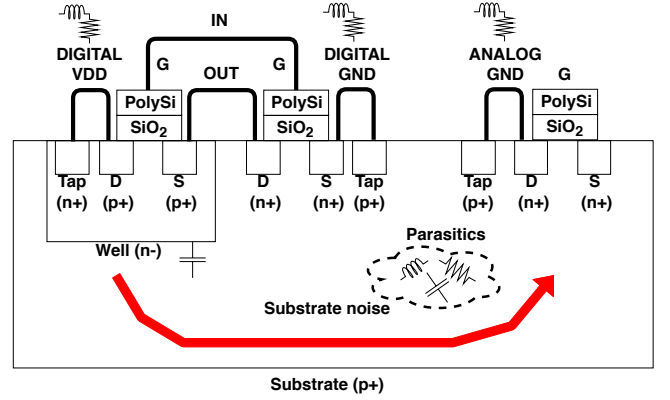 IN
DIGITAL
VDD
G
OUT
G
DIGITAL
GND
ANALOG
GND
G
PolySi
SiO2
PolySi
SiO2
PolySi
SiO2
Tap
(n+)
D
(p+)
S
(p+)
D
(n+)
S
(n+)
Tap
(p+)
Tap
(p+)
D
(n+)
S
(n+)
Well (n-)
Parasitics
Substrate noise
Substrate (p+)